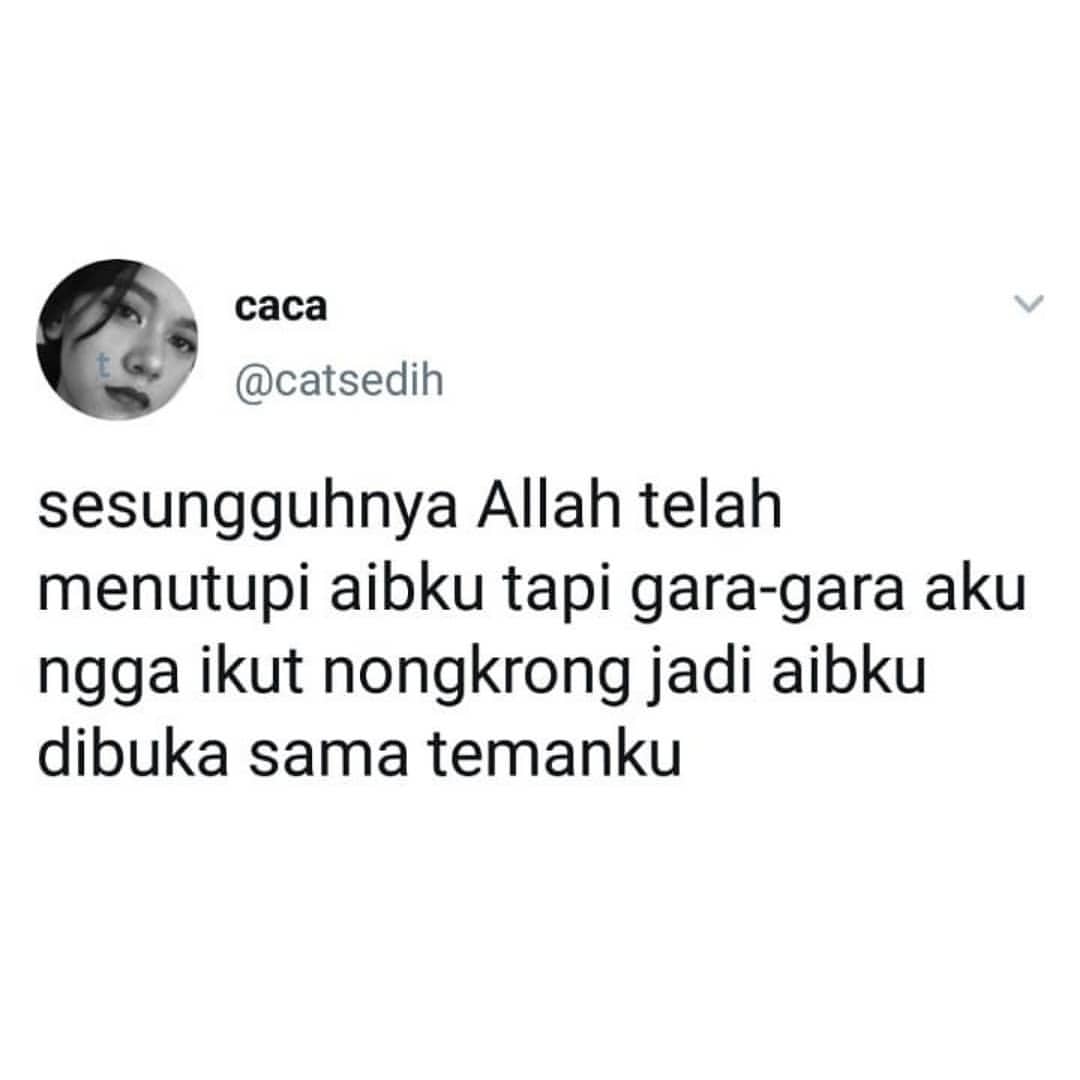 caca
@catsedih
t
sesungguhnya Allah telah
menutupi aibku tapi gara-gara aku
ngga ikut nongkrong jadi aibku
dibuka sama temanku